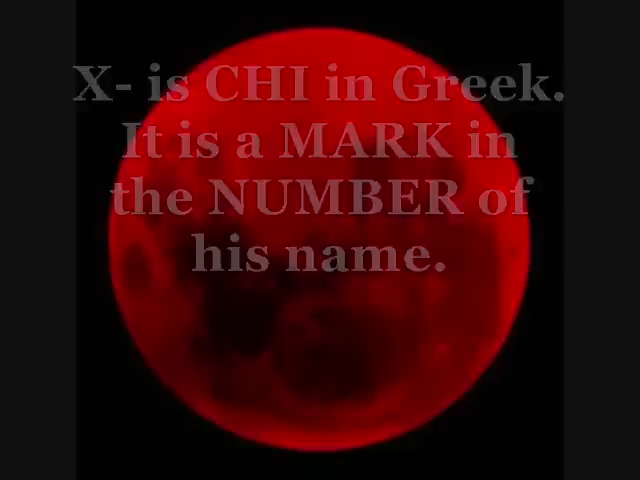 X- is CHI in Greek.
It is a MARK in
the NUMBER of
his name.